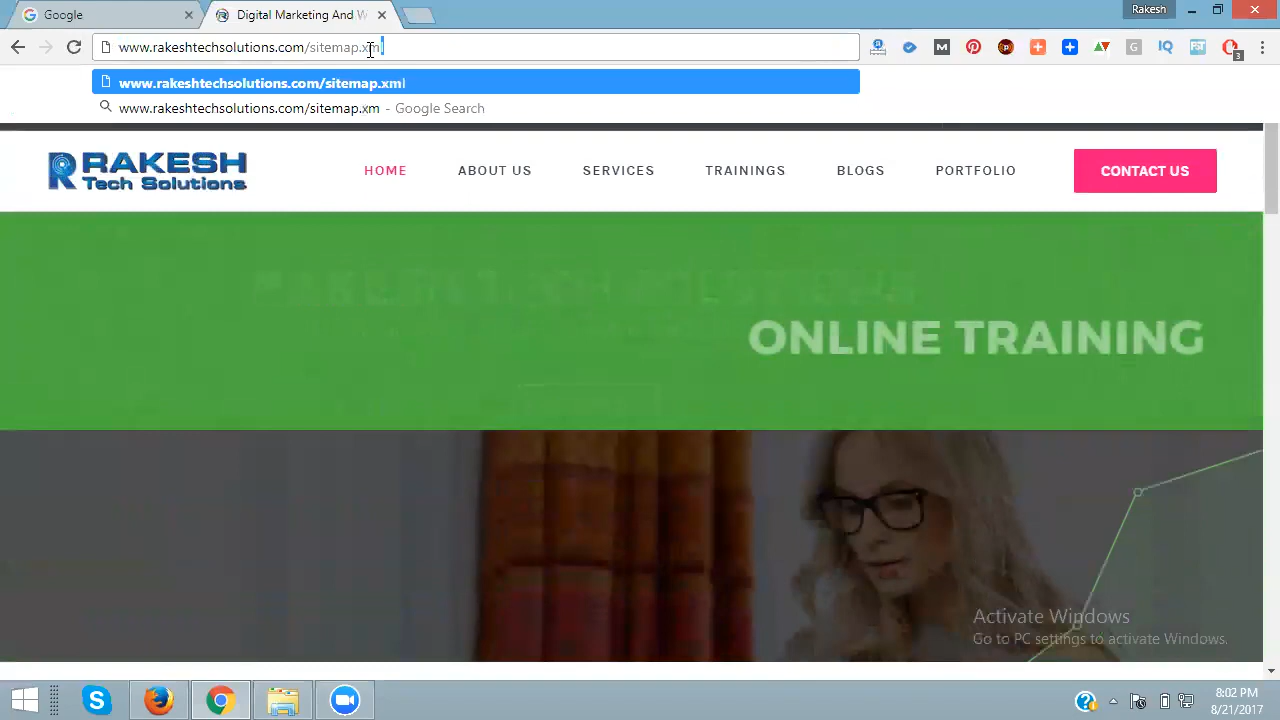 Google
Digital Marketing And W
Rakesh
www.rakeshtechsolutions.com/sitemap.xml
www.rakeshtechsolutions.com/sitemap.xml
www.rakeshtechsolutions.com/sitemap.xm - Google Search
RAKESH
Tech Solutions
HOME
ABOUT US
SERVICES
TRAININGS
BLOGS
PORTFOLIO
CONTACT US
ONLINE TRAINING
Activate Windows
Go to PC settings to activate Windows.
8:02 PM
8/21/2017